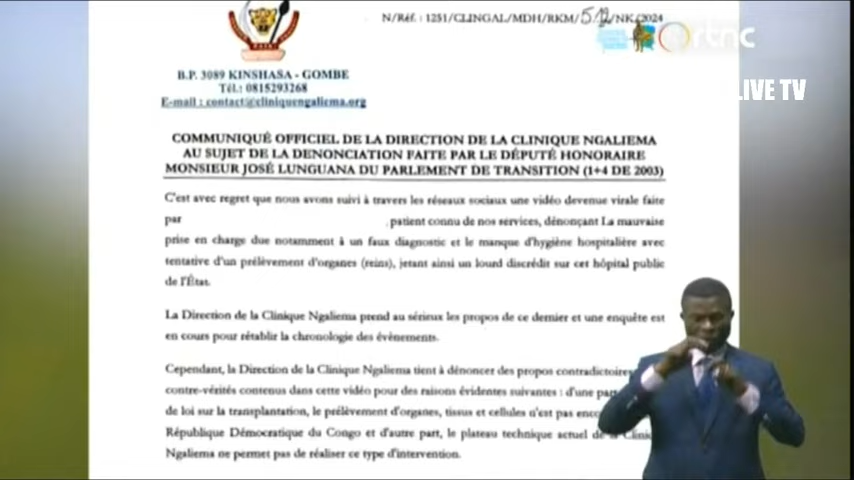 N/Réf. : 1251/CLINGAL/MDH/RKM/512/NK/2024
rtnc
LIVE TV
B.P. 3089 KINSHASA - GOMBE
Tél.: 0815293268
E-mail : contact@cliniquengaliema.org
COMMUNIQUÉ OFFICIEL DE LA DIRECTION DE LA CLINIQUE NGALIEMA
AU SUJET DE LA DENONCIATION FAITE PAR LE DÉPUTÉ HONORAIRE
MONSIEUR JOSÉ LUNGUANA DU PARLEMENT DE TRANSITION (1+4 DE 2003)
C'est avec regret que nous avons suivi à travers les réseaux sociaux une vidéo devenue virale faite
par , patient connu de nos services, dénonçant La mauvaise
prise en charge due notamment à un faux diagnostic et le manque d'hygiène hospitalière avec
tentative d'un prélèvement d'organes (reins), jetant ainsi un lourd discrédit sur cet hôpital public
de l'État.
La Direction de la Clinique Ngaliema prend au sérieux les propos de ce dernier et une enquête est
en cours pour rétablir la chronologie des évènements.
Cependant, la Direction de la Clinique Ngaliema tient à dénoncer des propos contradictoires
contre-vérités contenus dans cette vidéo pour des raisons évidentes suivantes : d'une
de loi sur la transplantation, le prélèvement d'organes, tissus et cellules n'est pas
République Démocratique du Congo et d'autre part, le plateau technique actuel de
Ngaliema ne permet pas de réaliser ce type d'intervention.